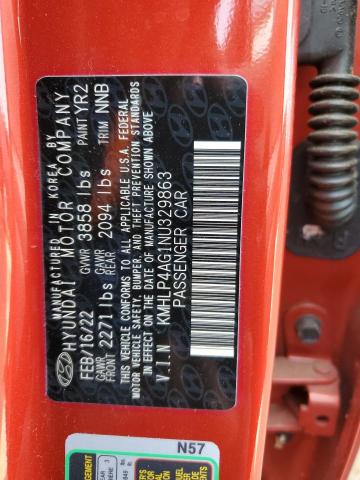 MANUFACTURED IN KOREA BY
HYUNDAI MOTOR COMPANY
FEB/16/22 GVWR 3858 lbs PAINT YR2
GAWR FRONT 2271 lbs GAWR REAR 2094 lbs TRIM NNB
THIS VEHICLE CONFORMS TO ALL APPLICABLE U.S.A. FEDERAL
MOTOR VEHICLE SAFETY, BUMPER, AND THEFT PREVENTION
STANDARDS IN EFFECT ON THE DATE OF MANUFACTURE SHOWN ABOVE
V.I.N KMHLP4AG1NU329863
PASSENGER CAR
N57